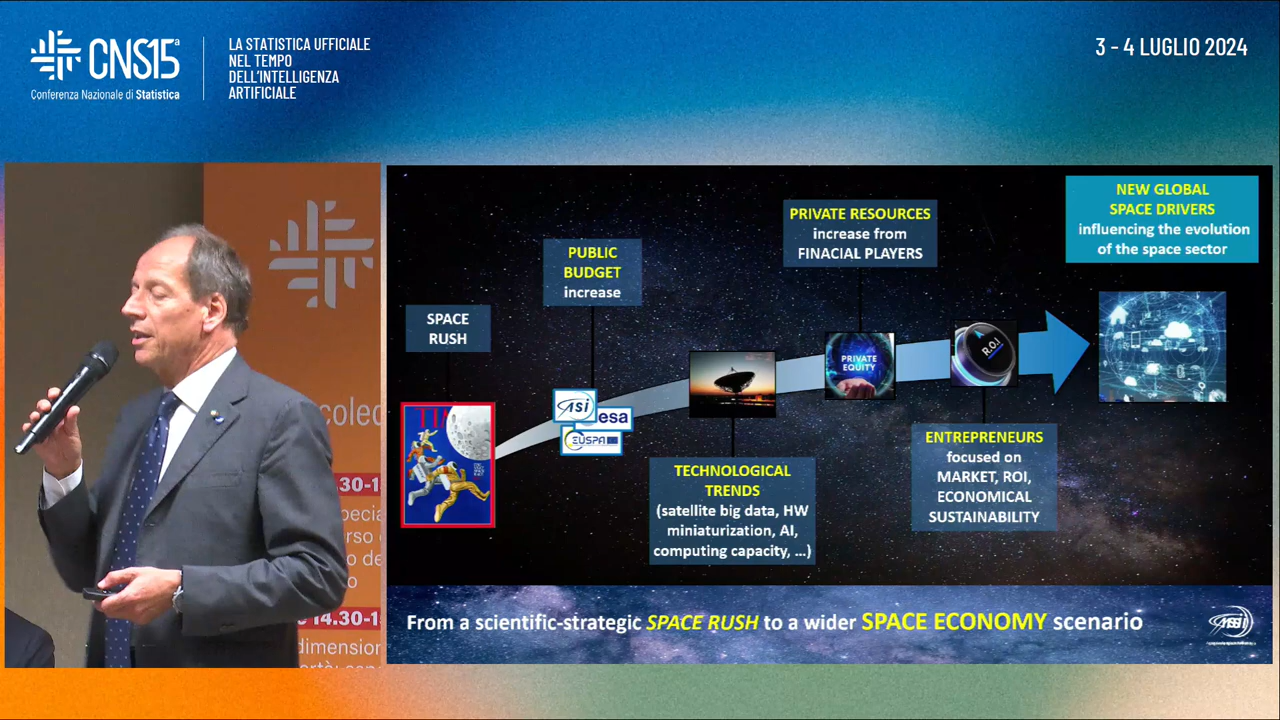 CNS15ª
Conferenza Nazionale di Statistica
LA STATISTICA UFFICIALE
NEL TEMPO
DELL'INTELLIGENZA
ARTIFICIALE
3 - 4 LUGLIO 2024
SPACE
RUSH
PUBLIC
BUDGET
increase
asi
esa
EUSPA
TECHNOLOGICAL
TRENDS
(satellite big data, HW
miniaturization, AI,
computing capacity, ...)
PRIVATE RESOURCES
increase from
FINACIAL PLAYERS
PRIVATE
EQUITY
R.O.I
ENTREPRENEURS
focused on
MARKET, ROI,
ECONOMICAL
SUSTAINABILITY
NEW GLOBAL
SPACE DRIVERS
influencing the evolution
of the space sector
From a scientific-strategic SPACE RUSH to a wider SPACE ECONOMY scenario